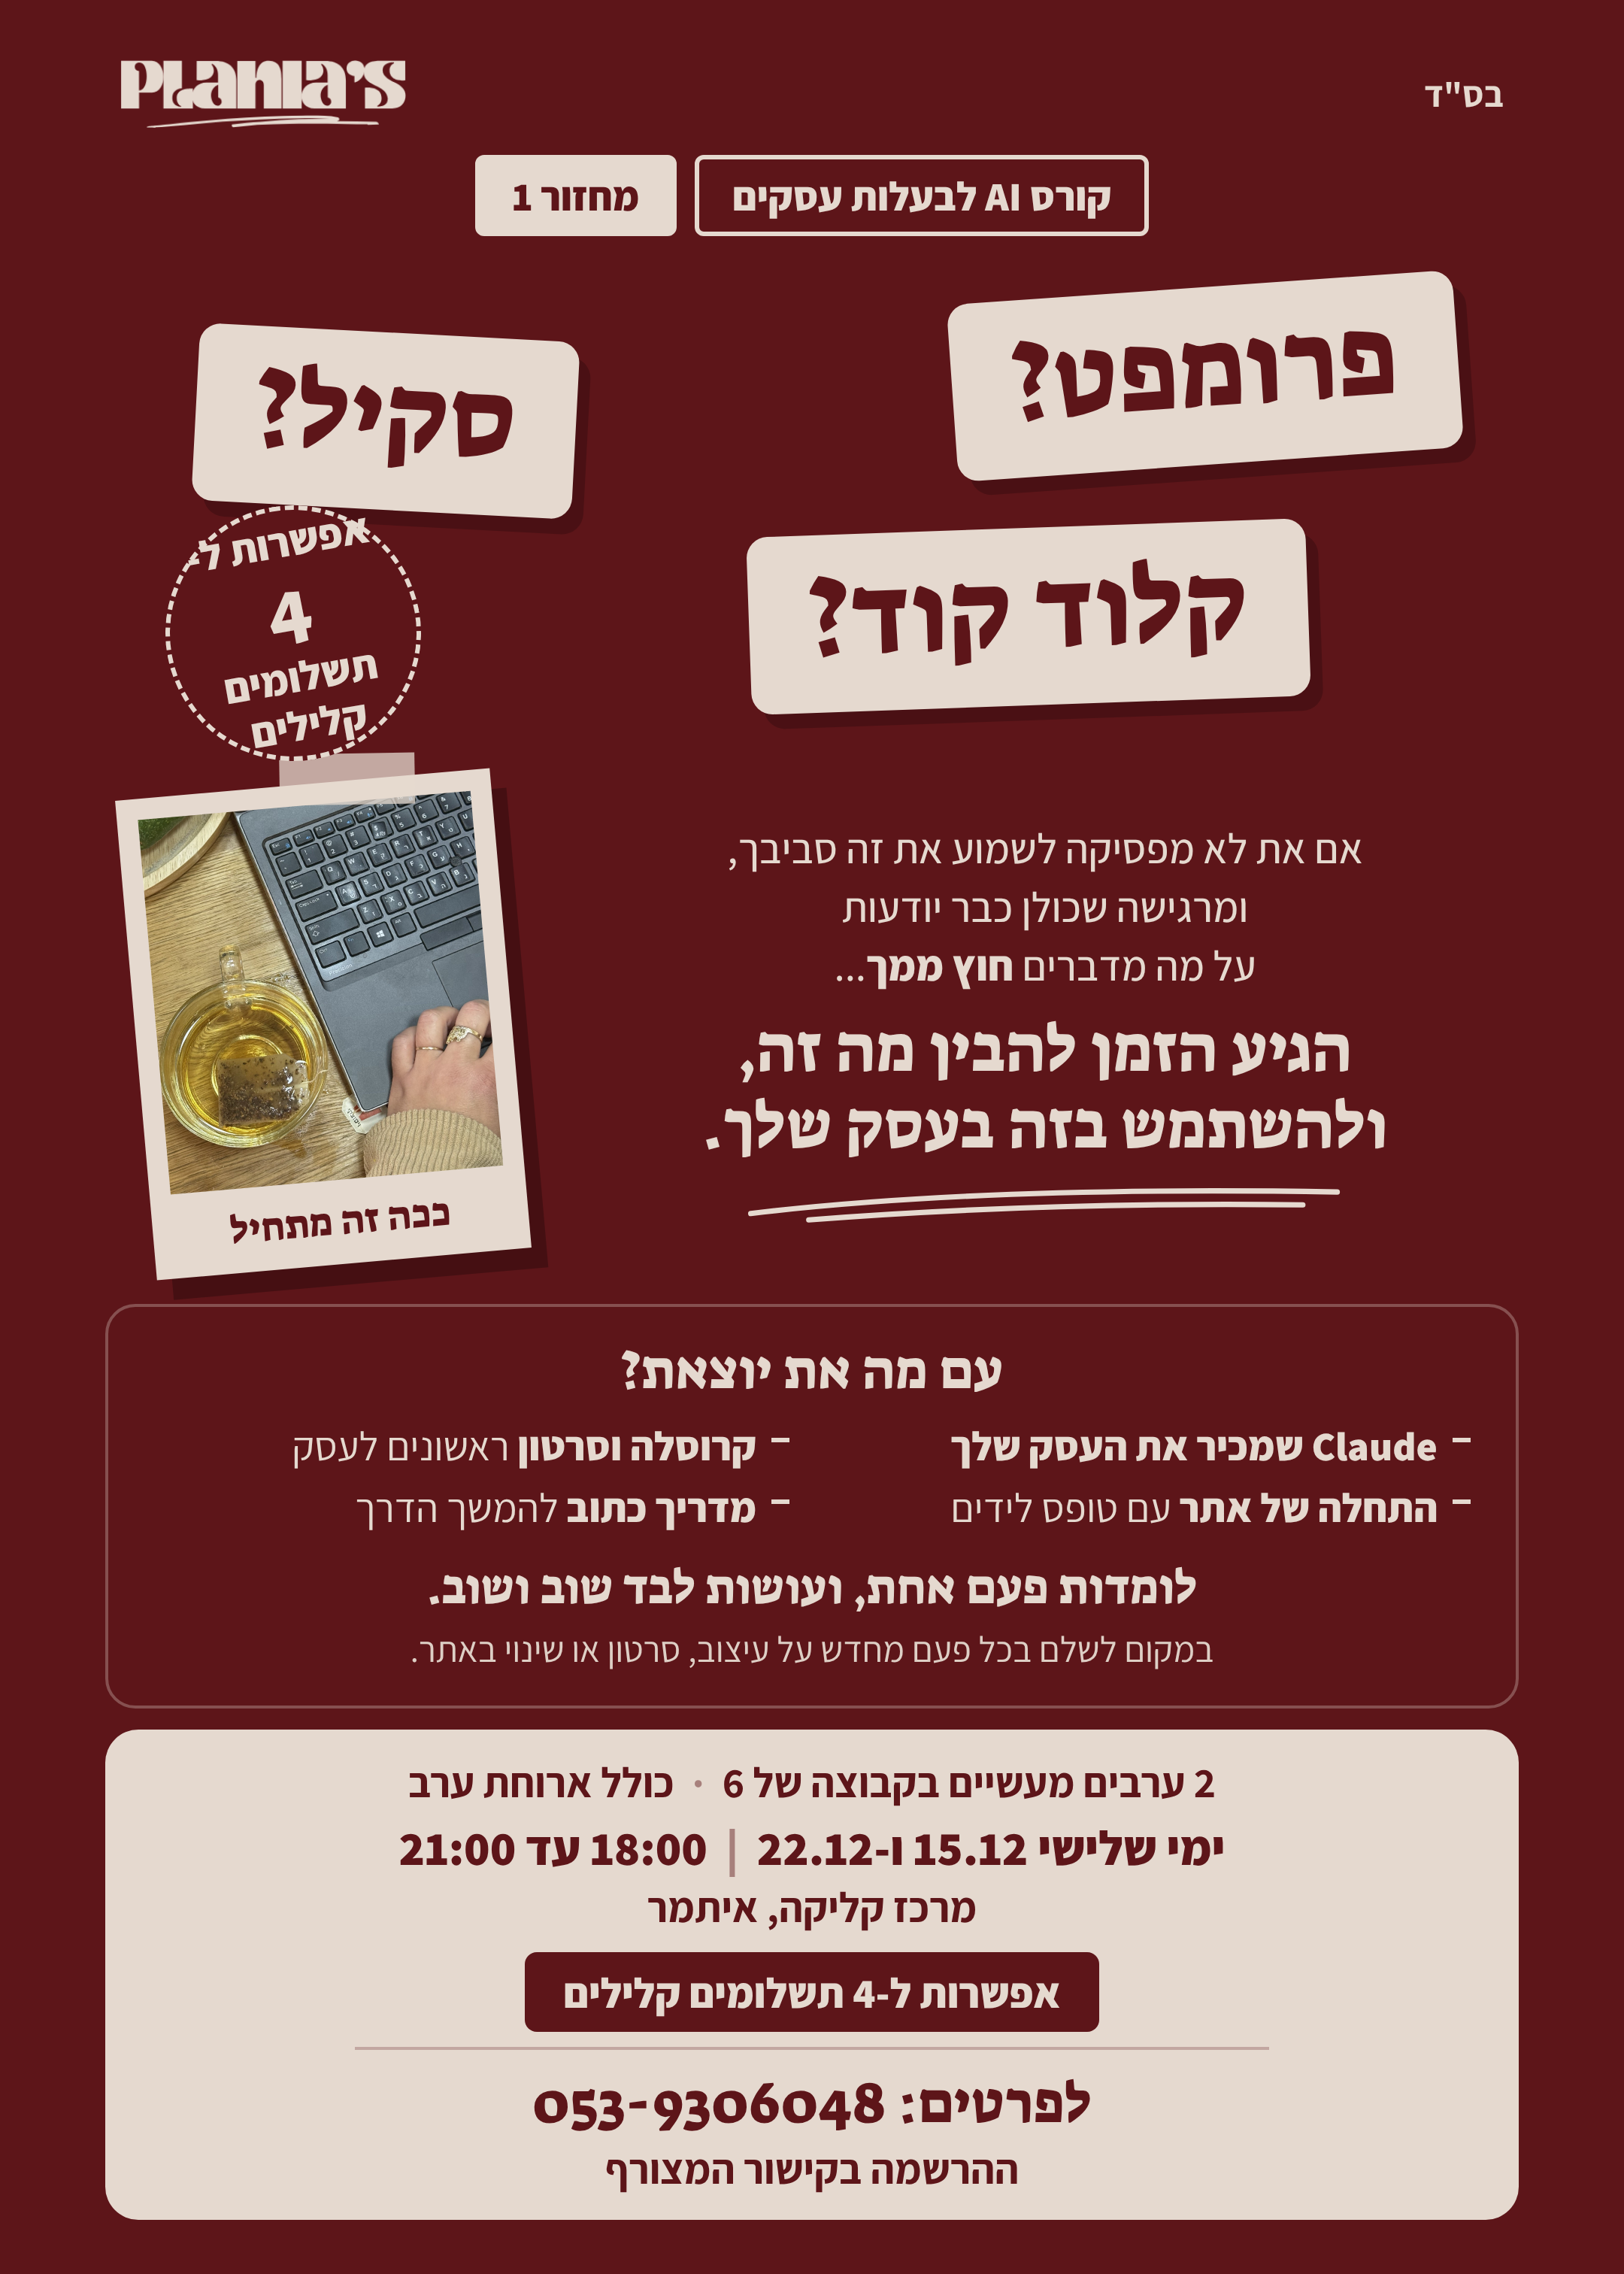 בס"ד
PLANIA'S
קורס AI לבעלות עסקים
מחזור 1
פרומפט?
סקיל?
קלוד קוד?
אפשרות ל-
4
תשלומים
קלילים
אם את לא מפסיקה לשמוע את זה סביבך,
ומרגישה שכולן כבר יודעות
על מה מדברים חוץ ממך...
הגיע הזמן להבין מה זה,
ולהשתמש בזה בעסק שלך.
ככה זה מתחיל
עם מה את יוצאת?
– Claude שמכיר את העסק שלך
– קרוסלה וסרטון ראשונים לעסק
– התחלה של אתר עם טופס לידים
– מדריך כתוב להמשך הדרך
לומדות פעם אחת, ועושות לבד שוב ושוב.
במקום לשלם בכל פעם מחדש על עיצוב, סרטון או שינוי באתר.
2 ערבים מעשיים בקבוצה של 6 · כולל ארוחת ערב
ימי שלישי 15.12 ו-22.12 | 18:00 עד 21:00
מרכז קליקה, איתמר
אפשרות ל-4 תשלומים קלילים
לפרטים: 053-9306048
ההרשמה בקישור המצורף